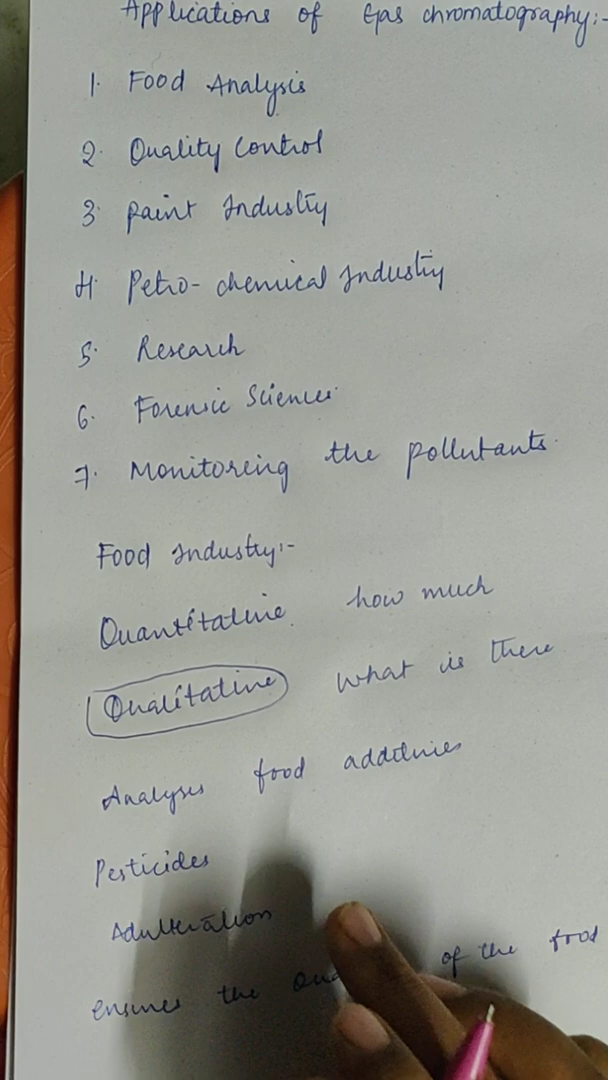 Applications of Gas chromatography:-
1. Food Analysis
2. Quality Control
3. paint Industry
4. Petro-chemical Industry
5. Research
6. Forensic Sciences
7. Monitoring the pollutants.
Food Industry:-
Quantitative how much
Qualitative what is there
Analyses food additives
Pesticides
Adulteration
ensures the of the food